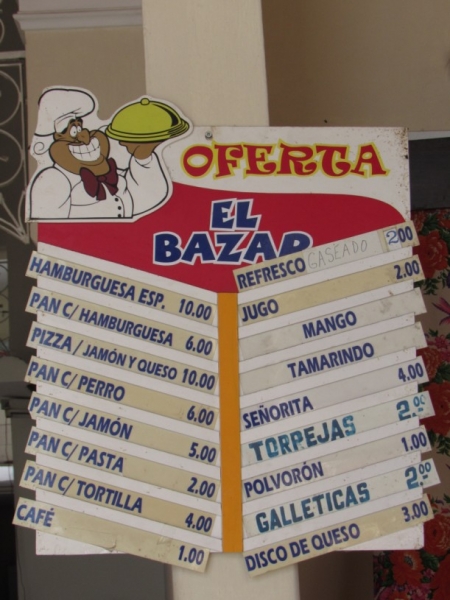 OFERTA
EL
BAZAR
HAMBURGUESA ESP. 10.00
PAN C/HAMBURGUESA 6.00
PIZZA/JAMÓN Y QUESO 10.00
PAN C/PERRO 6.00
PAN C/JAMÓN 5.00
PAN C/PASTA 2.00
PAN C/TORTILLA 4.00
CAFÉ 1.00
REFRESCO GASEADO 2.00
JUGO 2.00
MANGO
TAMARINDO
SEÑORITA 4.00
TORPEJAS 2.00
POLVORÓN 1.00
GALLETICAS 2.00
DISCO DE QUESO 3.00